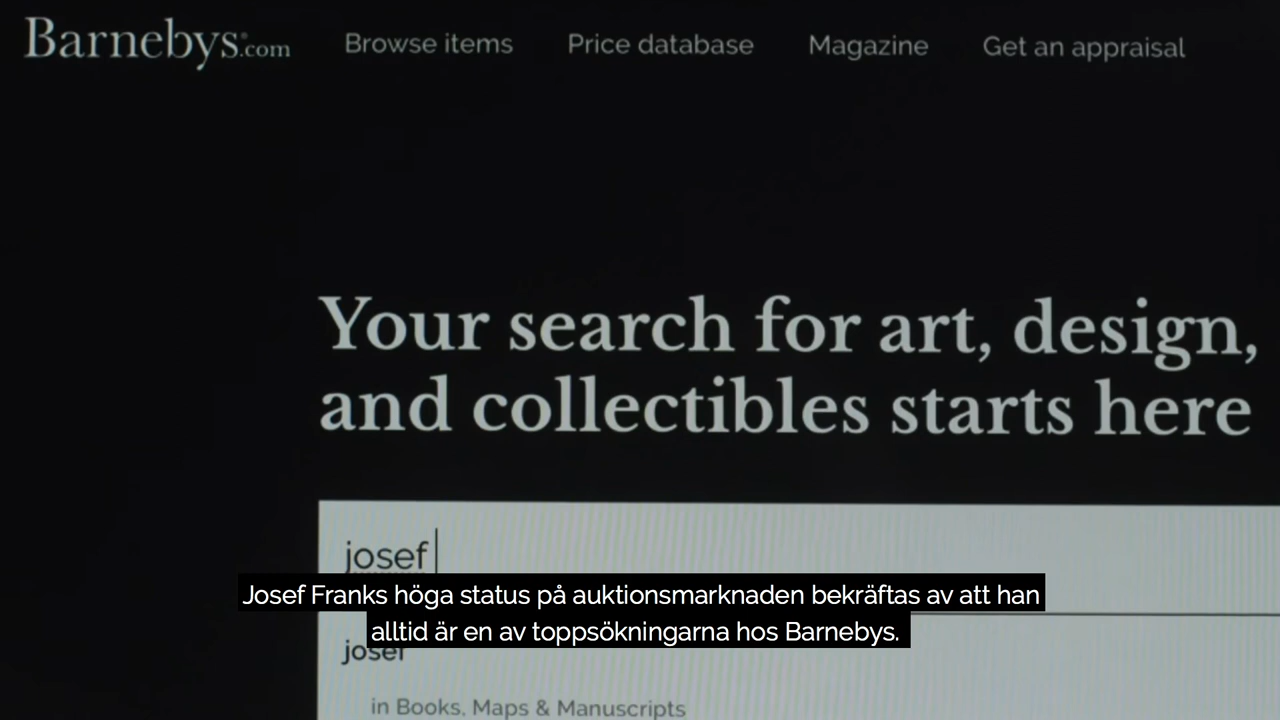 Barnebys.com Browse items Price database Magazine Get an appraisal
Your search for art, design,
and collectibles starts here
josef
Josef Franks höga status på auktionsmarknaden bekräftas av att han
alltid är en av toppsökningarna hos Barnebys.
josef
in Books, Maps & Manuscripts